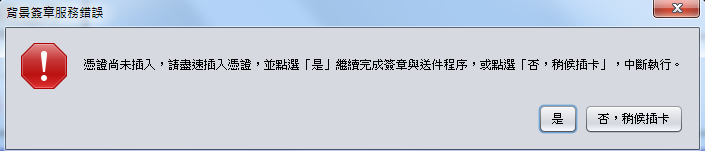 背景簽章服務錯誤
憑證尚未插入，請盡速插入憑證，並點選「是」繼續完成簽章與送件程序，或點選「否，稍候插卡」，中斷執行。
是
否，稍候插卡